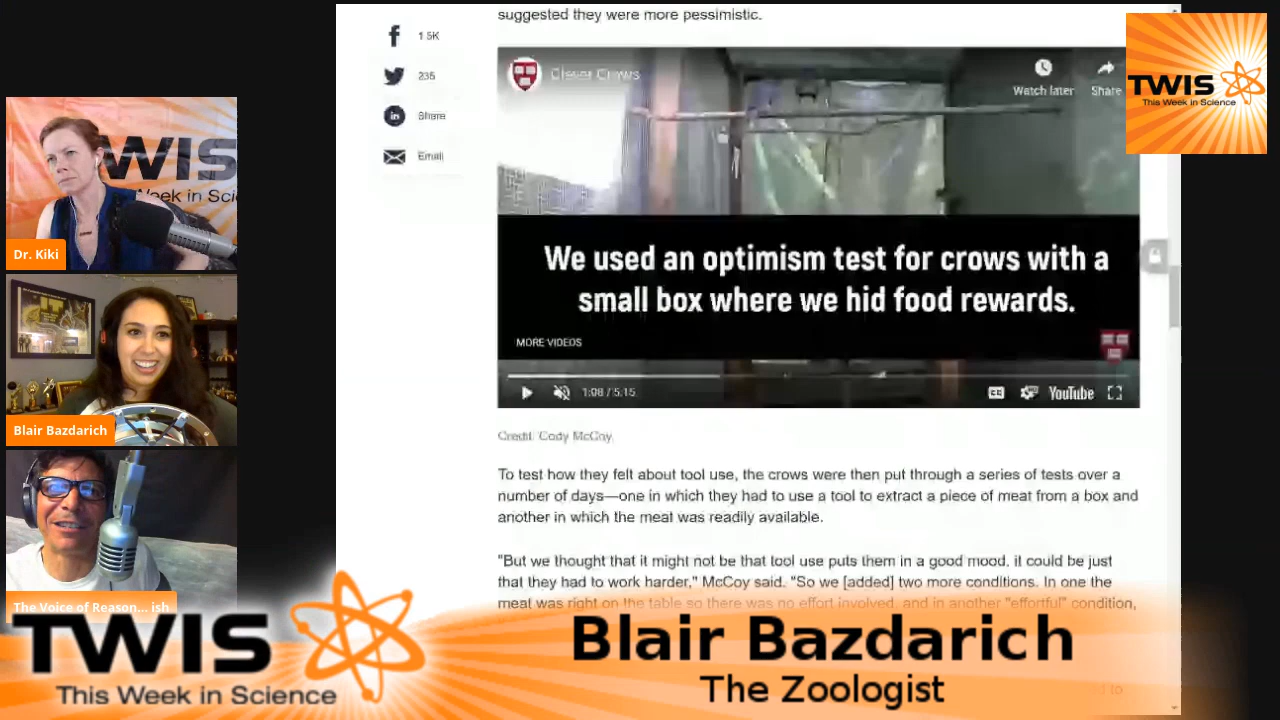 suggested they were more pessimistic.
1.5K
235
Share
Email
Clever Crows
Watch later
Share
We used an optimism test for crows with a
small box where we hid food rewards.
MORE VIDEOS
1:08 / 5:15
CC
YouTube
Credit: Cody McCoy
To test how they felt about tool use, the crows were then put through a series of tests over a
number of days—one in which they had to use a tool to extract a piece of meat from a box and
another in which the meat was readily available.
"But we thought that it might not be that tool use puts them in a good mood, it could be just
that they had to work harder," McCoy said. "So we [added] two more conditions. In one the
meat was right on the table so there was no effort involved, and in another "effortful" condition,
TWIS
This Week in Science
WIS
Week in Sci
Dr. Kiki
Blair Bazdarich
The Voice of Reason... ish
TWIS
This Week in Science
Blair Bazdarich
The Zoologist